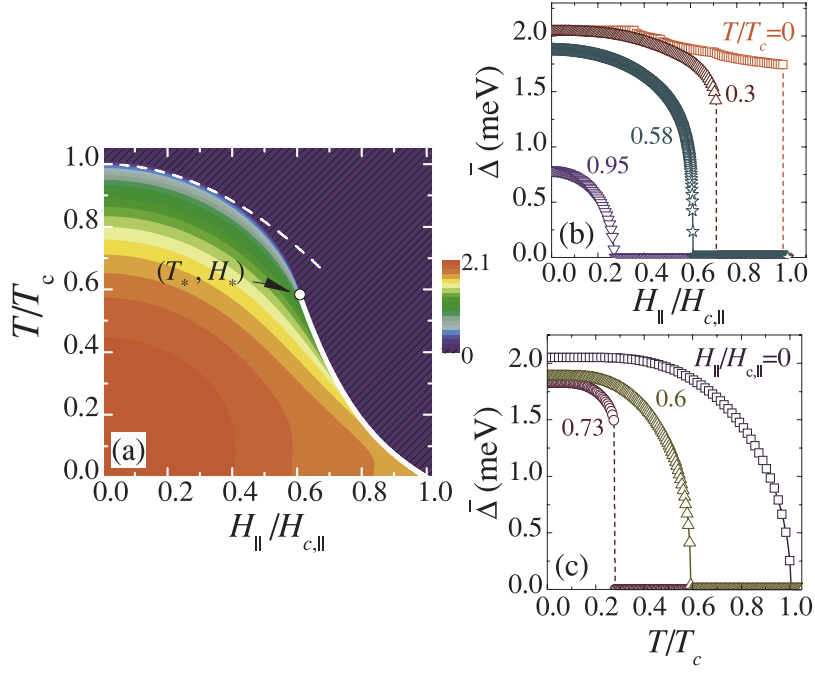 1.0
0.8
0.6
0.4
0.2
0.0
T/T_c
0.0 0.2 0.4 0.6 0.8 1.0
H_∥/H_{c,∥}
(T_*, H_*)
(a)
2.1
0
2.0
1.5
1.0
0.5
0.0
Δ̄ (meV)
T/T_c=0
0.3
0.58
0.95
(b)
0.0 0.2 0.4 0.6 0.8 1.0
H_∥/H_{c,∥}
2.0
1.5
1.0
0.5
0.0
Δ̄ (meV)
H_∥/H_{c,∥}=0
0.6
0.73
(c)
0.0 0.2 0.4 0.6 0.8 1.0
T/T_c